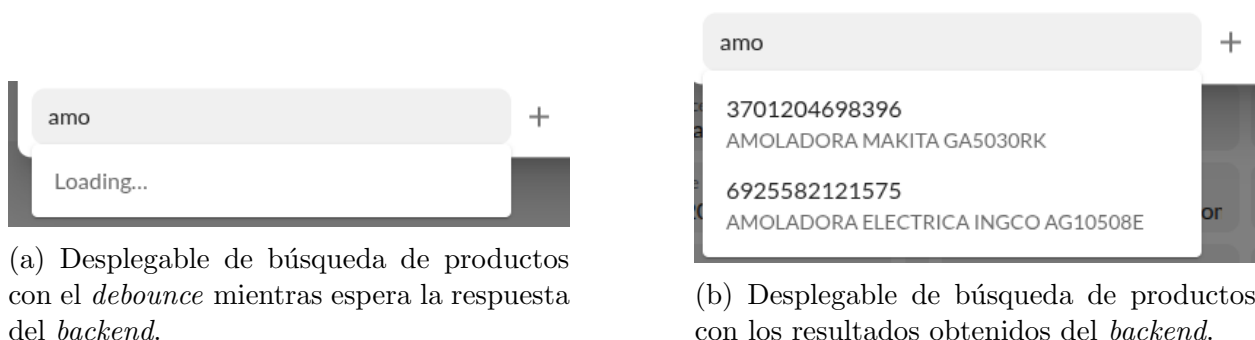 amo
+
Loading...
(a) Desplegable de búsqueda de productos
con el debounce mientras espera la respuesta
del backend.
amo
+
3701204698396
AMOLADORA MAKITA GA5030RK
6925582121575
AMOLADORA ELECTRICA INGCO AG10508E
or
(b) Desplegable de búsqueda de productos
con los resultados obtenidos del backend.